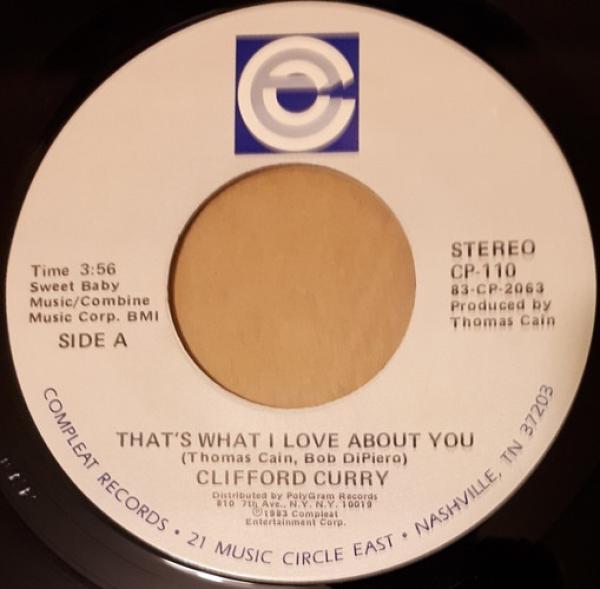 Time 3:56
Sweet Baby
Music/Combine
Music Corp. BMI
SIDE A
STEREO
CP-110
83-CP-2063
Produced by
Thomas Cain
THAT'S WHAT I LOVE ABOUT YOU
(Thomas Cain, Bob DiPiero)
CLIFFORD CURRY
Distributed by PolyGram Records
810 7th Ave., N.Y. N.Y. 10019
℗1983 Compleat
Entertainment Corp.
COMPLEAT RECORDS • 21 MUSIC CIRCLE EAST • NASHVILLE, TN 37203